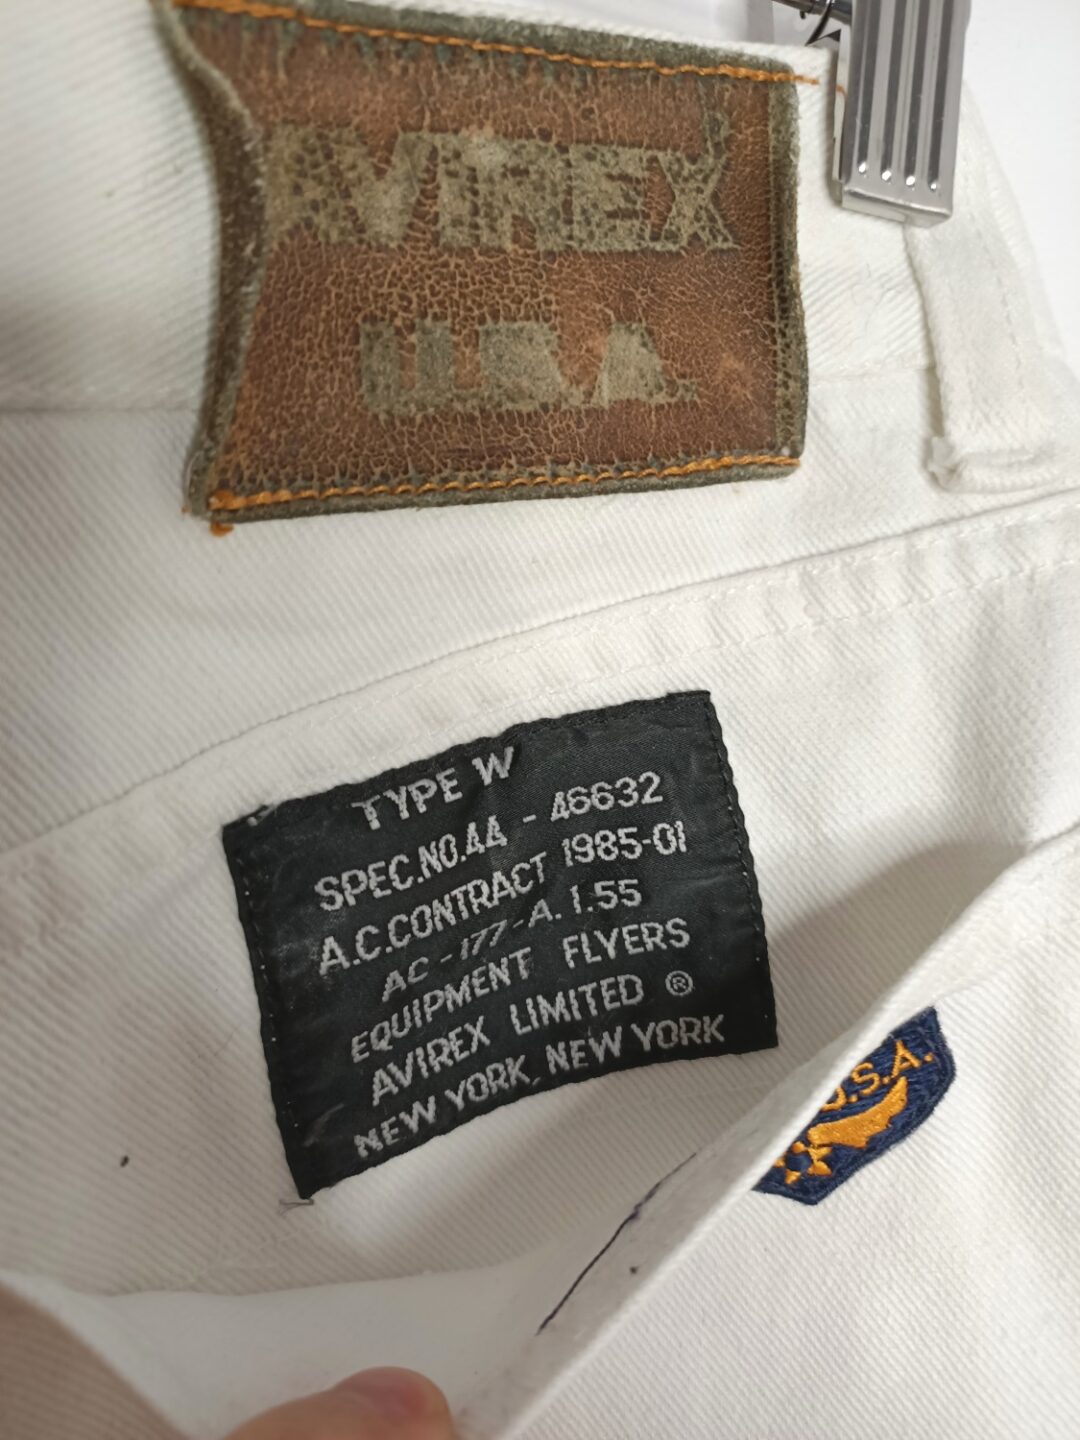 AVIREX
U.S.A.
TYPE W
SPEC.NO.44 - 46632
A.C.CONTRACT 1985-01
AC-177-A.1.55
EQUIPMENT FLYERS
AVIREX LIMITED ®
NEW YORK, NEW YORK
U.S.A.